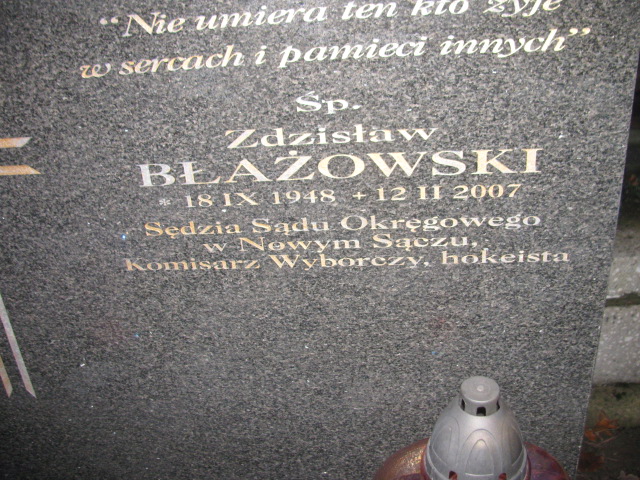 “Nie umiera ten kto żyje
w sercach i pamieci innych”
Śp.
Zdzisław
BŁAŻOWSKI
* 18 IX 1948 +12 II 2007
Sędzia Sądu Okręgowego
w Nowym Sączu,
Komisarz Wyborczy, hokeista